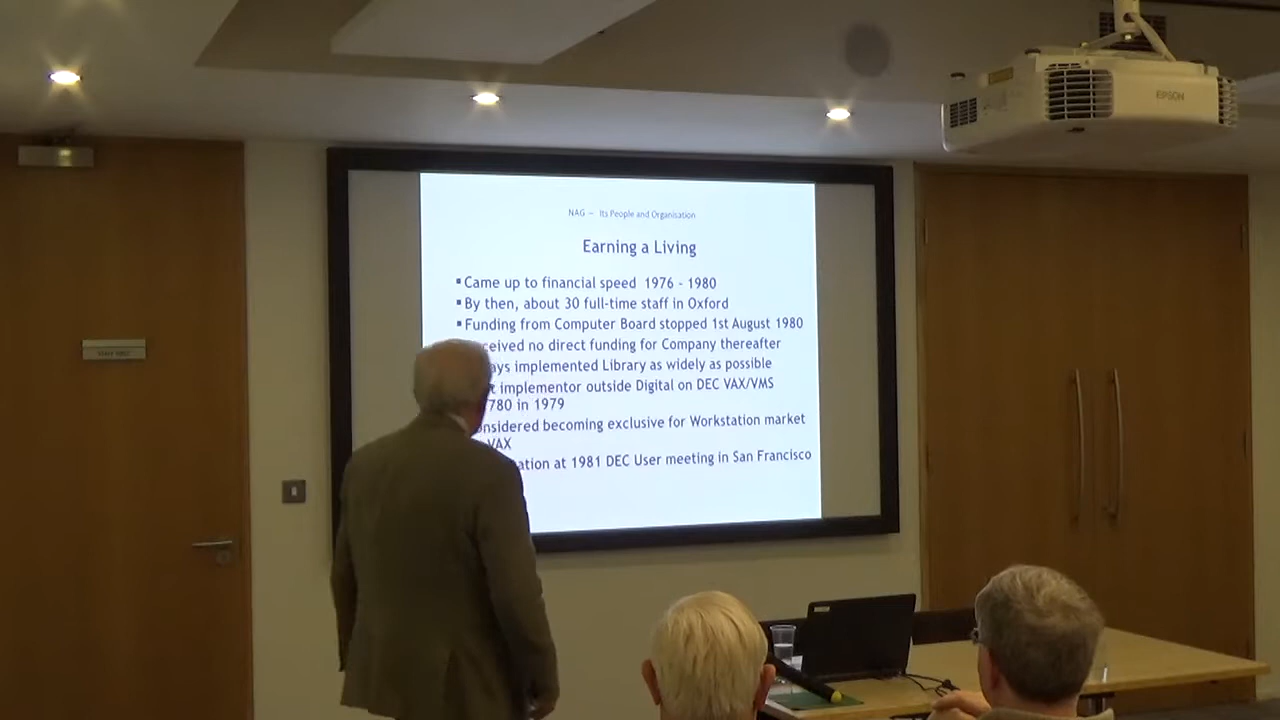 EPSON
NAG – Its People and Organisation
Earning a Living
▪Came up to financial speed 1976 - 1980
▪By then, about 30 full-time staff in Oxford
▪Funding from Computer Board stopped 1st August 1980
ceived no direct funding for Company thereafter
ays implemented Library as widely as possible
t implementor outside Digital on DEC VAX/VMS
780 in 1979
onsidered becoming exclusive for Workstation market
VAX
ation at 1981 DEC User meeting in San Francisco